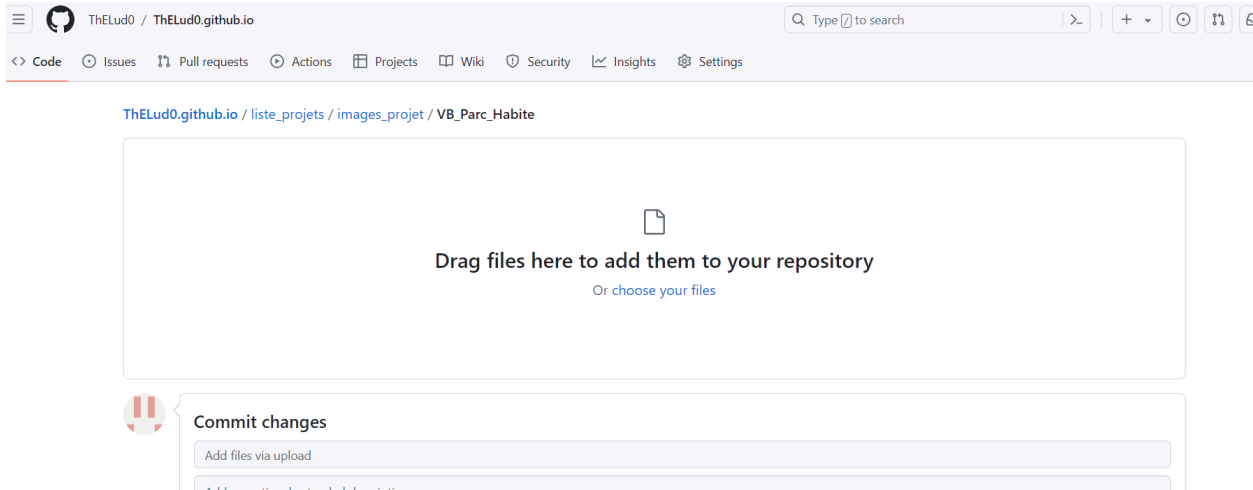 ThELud0 / ThELud0.github.io
Type / to search
Code Issues Pull requests Actions Projects Wiki Security Insights Settings
ThELud0.github.io / liste_projets / images_projet / VB_Parc_Habite
Drag files here to add them to your repository
Or choose your files
Commit changes
Add files via upload